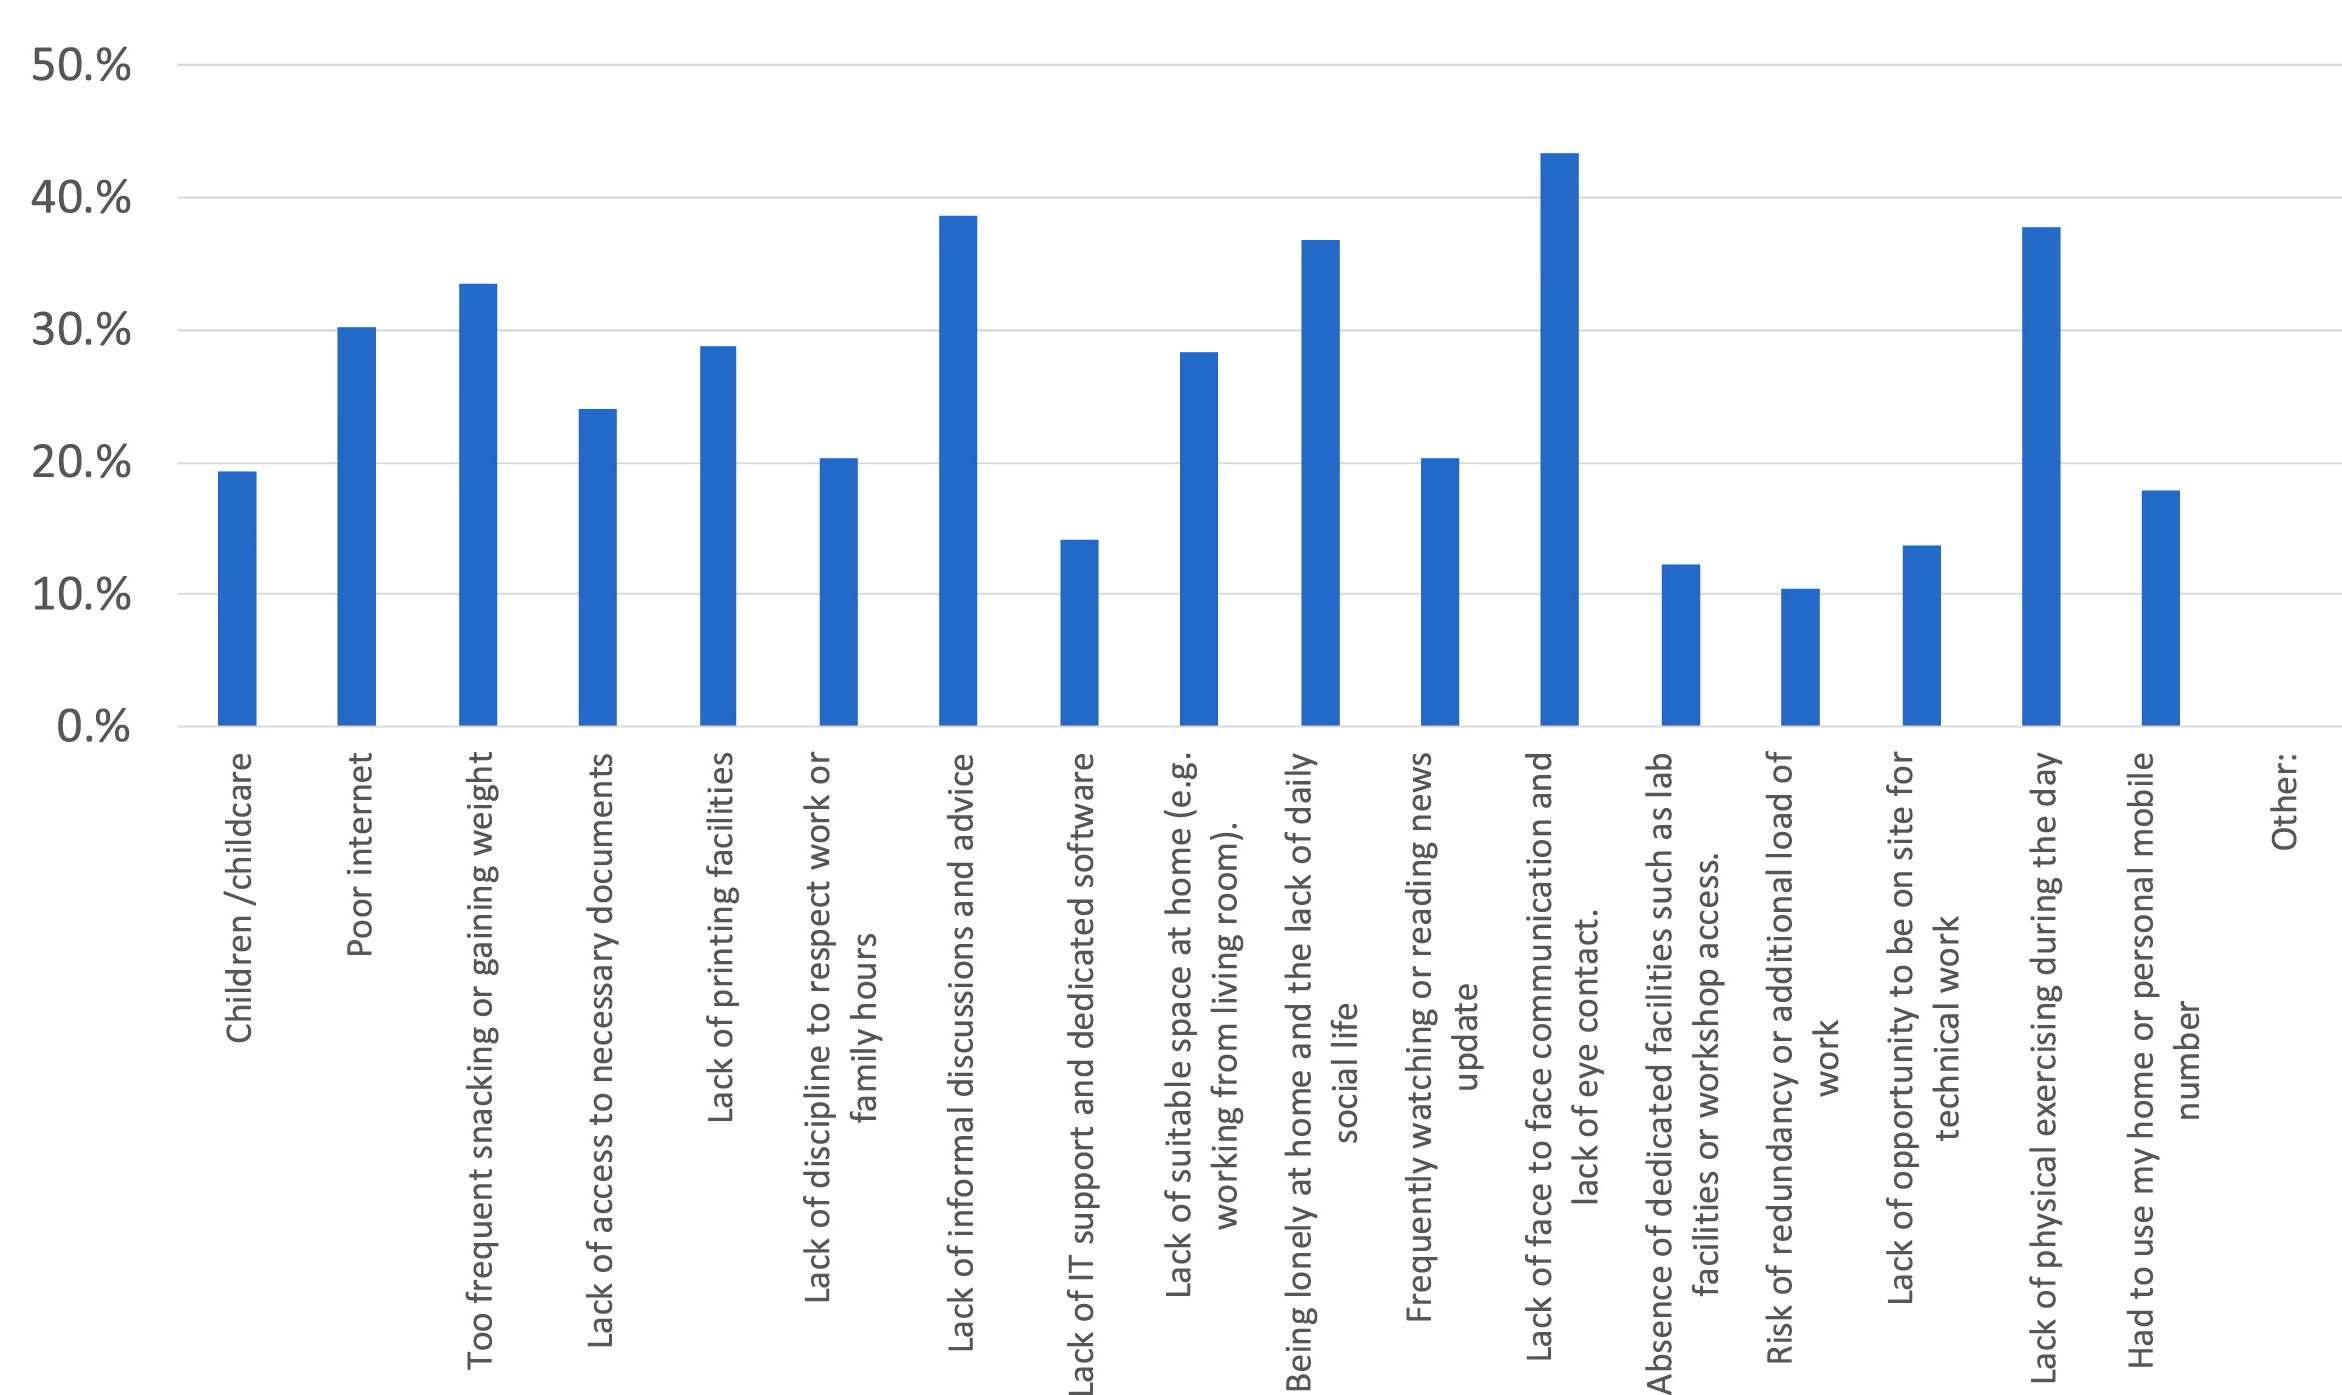 50.%
40.%
30.%
20.%
10.%
0.%
Children /childcare
Poor internet
Too frequent snacking or gaining weight
Lack of access to necessary documents
Lack of printing facilities
Lack of discipline to respect work or
family hours
Lack of informal discussions and advice
Lack of IT support and dedicated software
Lack of suitable space at home (e.g.
working from living room).
Being lonely at home and the lack of daily
social life
Frequently watching or reading news
update
Lack of face to face communication and
lack of eye contact.
Absence of dedicated facilities such as lab
facilities or workshop access.
Risk of redundancy or additional load of
work
Lack of opportunity to be on site for
technical work
Lack of physical exercising during the day
Had to use my home or personal mobile
number
Other: